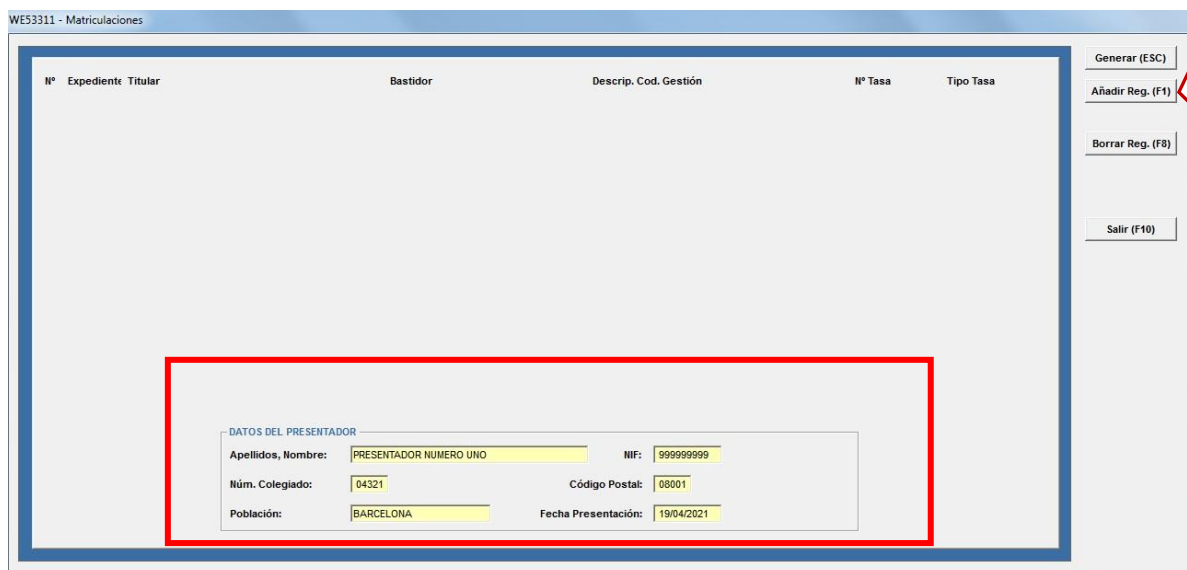 WE53311 - Matriculaciones
Generar (ESC)
Nº Expediente Titular Bastidor Descrip. Cod. Gestión Nº Tasa Tipo Tasa
Añadir Reg. (F1)
Borrar Reg. (F8)
Salir (F10)
DATOS DEL PRESENTADOR
Apellidos, Nombre: PRESENTADOR NUMERO UNO NIF: 999999999
Núm. Colegiado: 04321 Código Postal: 08001
Población: BARCELONA Fecha Presentación: 19/04/2021